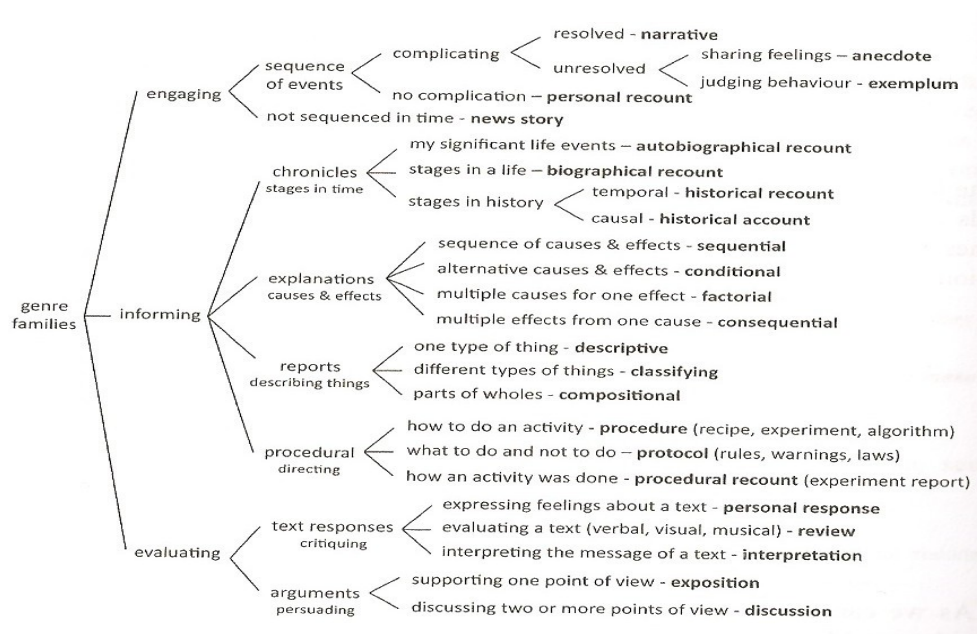 resolved - narrative
complicating
sharing feelings – anecdote
sequence
of events
unresolved
judging behaviour - exemplum
engaging
no complication – personal recount
not sequenced in time - news story
my significant life events – autobiographical recount
chronicles
stages in time
stages in a life – biographical recount
temporal - historical recount
stages in history
causal - historical account
sequence of causes & effects - sequential
alternative causes & effects - conditional
explanations
causes & effects
multiple causes for one effect - factorial
genre
families
informing
multiple effects from one cause - consequential
one type of thing - descriptive
reports
describing things
different types of things - classifying
parts of wholes - compositional
how to do an activity - procedure (recipe, experiment, algorithm)
procedural
directing
what to do and not to do – protocol (rules, warnings, laws)
how an activity was done - procedural recount (experiment report)
expressing feelings about a text - personal response
text responses
critiquing
evaluating a text (verbal, visual, musical) - review
evaluating
interpreting the message of a text - interpretation
supporting one point of view - exposition
arguments
persuading
discussing two or more points of view - discussion